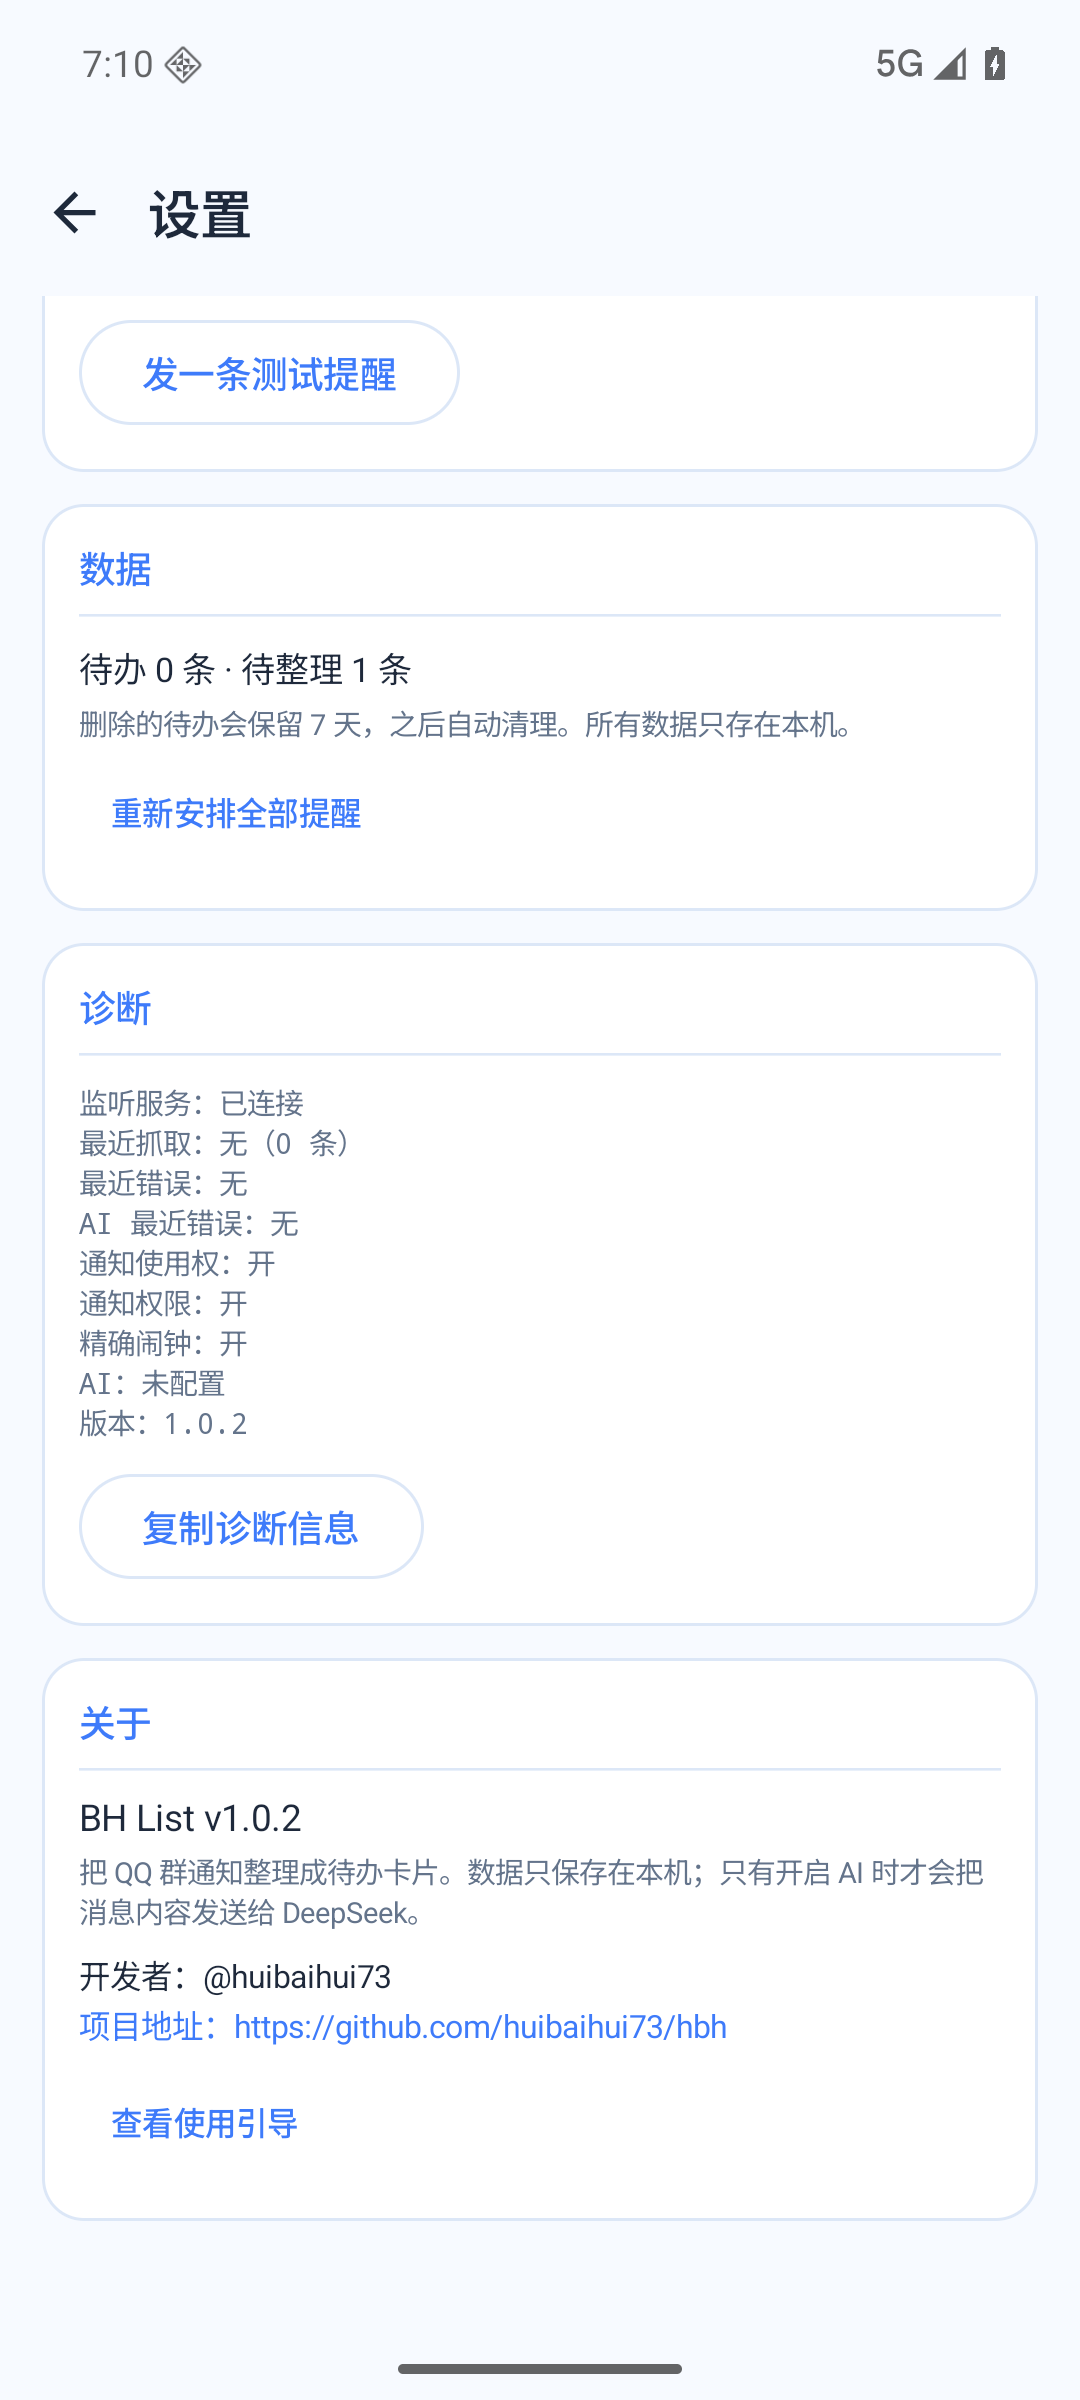 7:10
5G
设置
发一条测试提醒
数据
待办 0 条 · 待整理 1 条
删除的待办会保留 7 天，之后自动清理。所有数据只存在本机。
重新安排全部提醒
诊断
监听服务：已连接
最近抓取：无（0 条）
最近错误：无
AI 最近错误：无
通知使用权：开
通知权限：开
精确闹钟：开
AI：未配置
版本：1.0.2
复制诊断信息
关于
BH List v1.0.2
把 QQ 群通知整理成待办卡片。数据只保存在本机；只有开启 AI 时才会把
消息内容发送给 DeepSeek。
开发者：@huibaihui73
项目地址：https://github.com/huibaihui73/hbh
查看使用引导